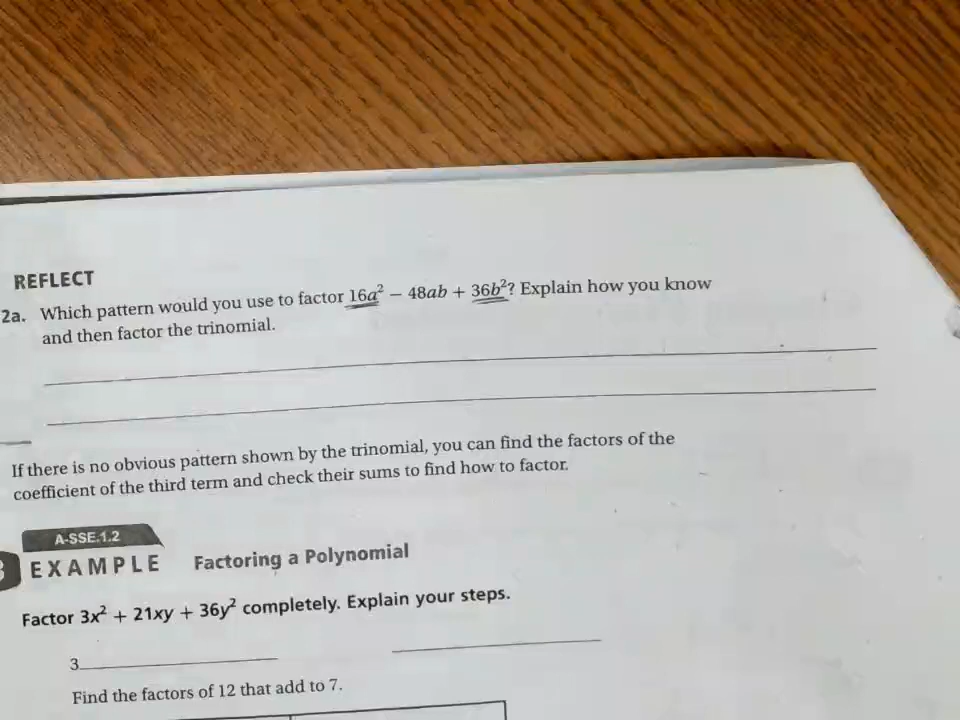 REFLECT
2a. Which pattern would you use to factor 16a² − 48ab + 36b²? Explain how you know
and then factor the trinomial.
If there is no obvious pattern shown by the trinomial, you can find the factors of the
coefficient of the third term and check their sums to find how to factor.
A-SSE.1.2
EXAMPLE Factoring a Polynomial
Factor 3x² + 21xy + 36y² completely. Explain your steps.
3
Find the factors of 12 that add to 7.